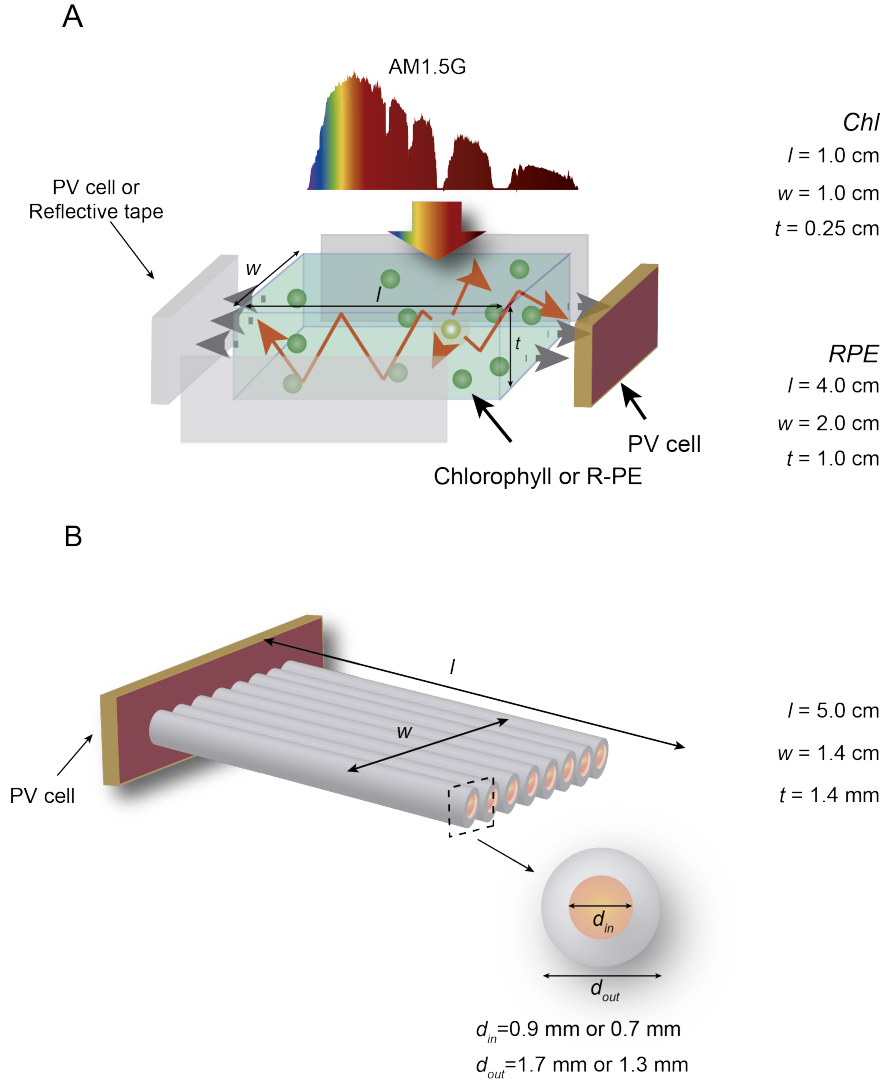 A
AM1.5G
PV cell or
Reflective tape
w
l
t
PV cell
Chlorophyll or R-PE
Chl
l = 1.0 cm
w = 1.0 cm
t = 0.25 cm
RPE
l = 4.0 cm
w = 2.0 cm
t = 1.0 cm
B
l
w
PV cell
l = 5.0 cm
w = 1.4 cm
t = 1.4 mm
din
dout
din=0.9 mm or 0.7 mm
dout=1.7 mm or 1.3 mm